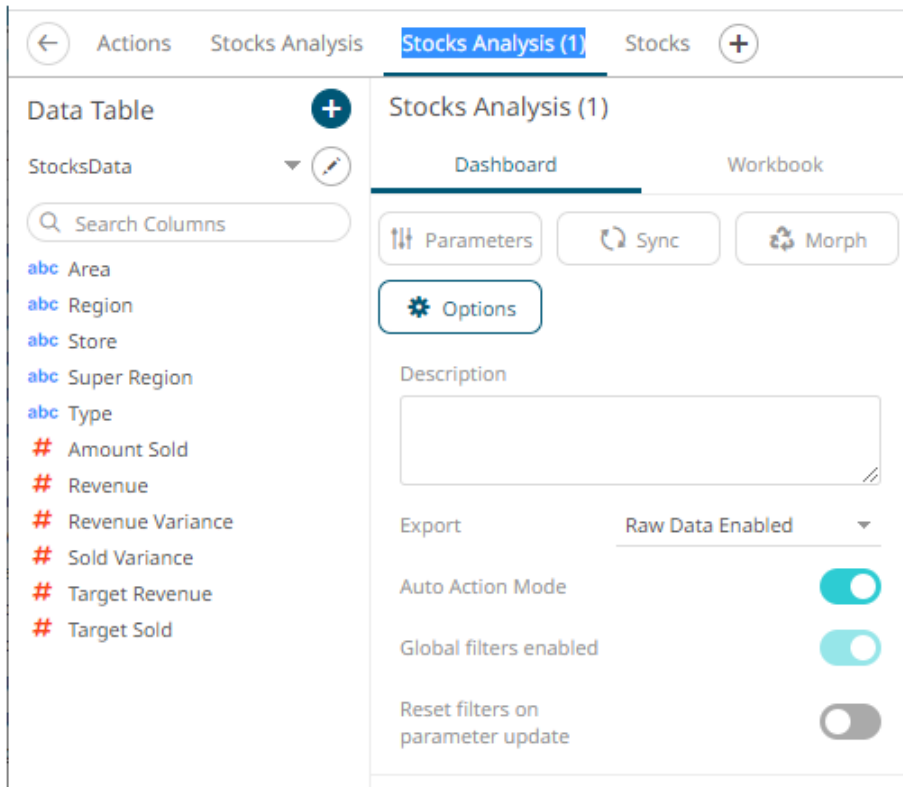 Actions Stocks Analysis Stocks Analysis (1) Stocks
Data Table
StocksData
Search Columns
abc Area
abc Region
abc Store
abc Super Region
abc Type
# Amount Sold
# Revenue
# Revenue Variance
# Sold Variance
# Target Revenue
# Target Sold
Stocks Analysis (1)
Dashboard Workbook
Parameters Sync Morph
Options
Description
Export Raw Data Enabled
Auto Action Mode
Global filters enabled
Reset filters on
parameter update